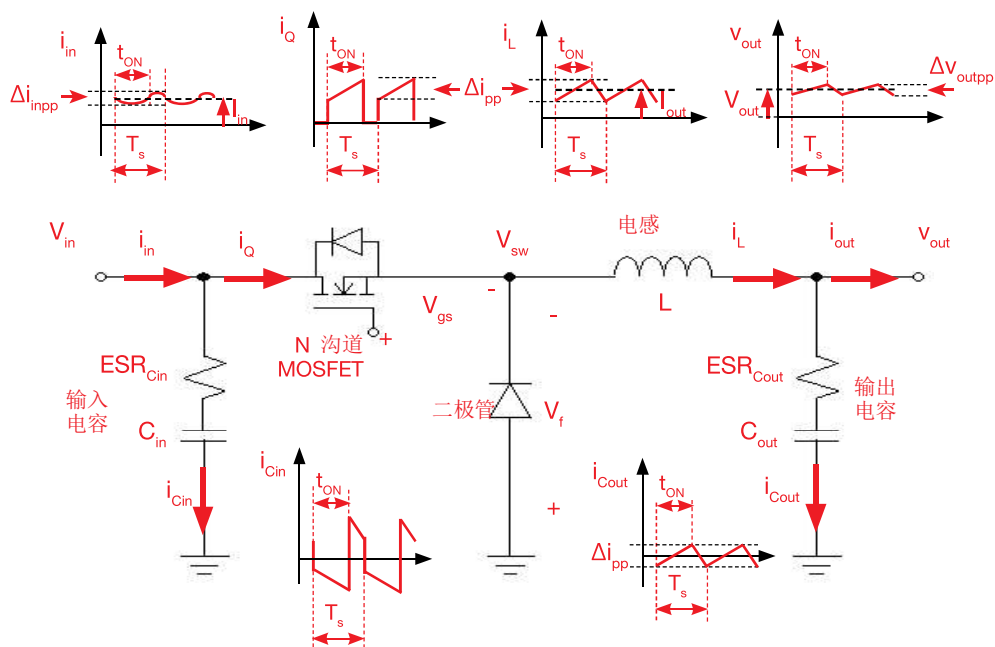 i_in
t_ON
Δi_inpp
I_in
T_s
i_Q
t_ON
Δi_pp
T_s
i_L
t_ON
I_out
T_s
v_out
t_ON
Δv_outpp
V_out
T_s
V_in
i_in
i_Q
V_sw
电感
i_L
i_out
v_out
V_gs
-
-
L
+
N 沟道
MOSFET
ESR_Cin
输入
电容
C_in
i_Cin
二极管
V_f
+
ESR_Cout
输出
电容
C_out
i_Cout
i_Cin
t_ON
T_s
i_Cout
t_ON
Δi_pp
T_s